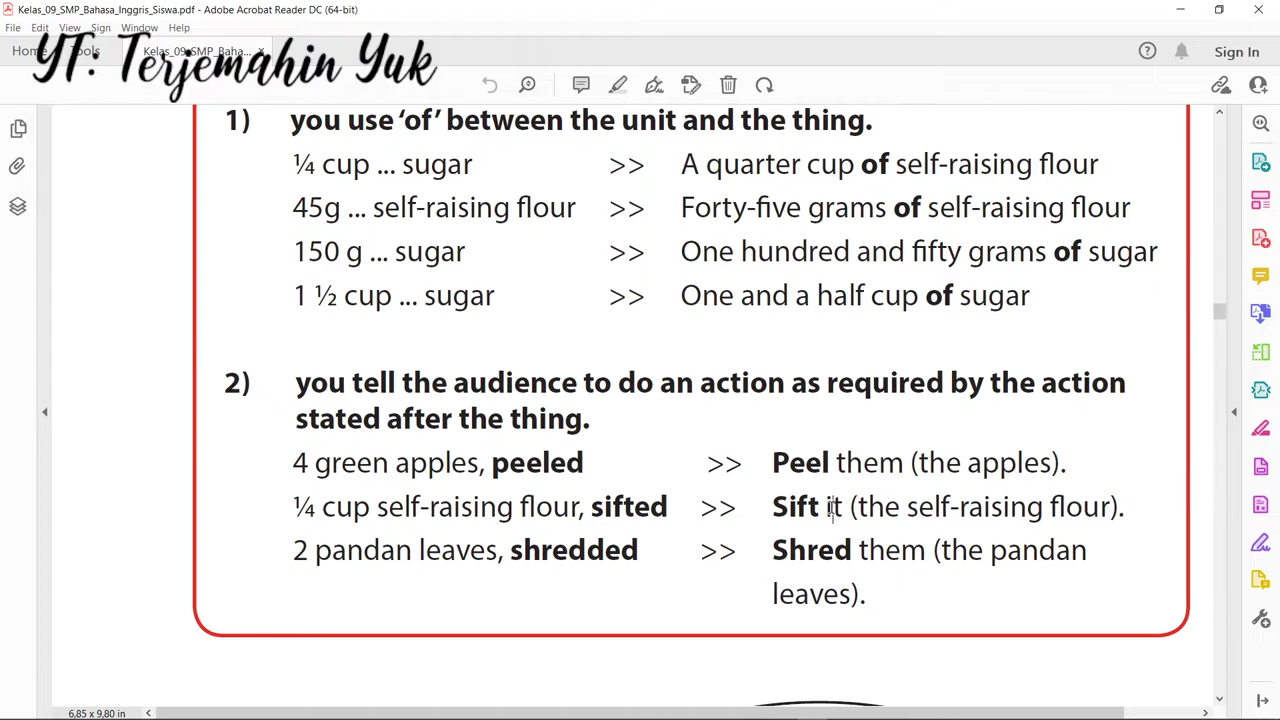 Kelas_09_SMP_Bahasa_Inggris_Siswa.pdf - Adobe Acrobat Reader DC (64-bit)
File Edit View Sign Window Help
Home Tools Kelas_09_SMP_Baha... × Sign In
YT: Terjemahin Yuk
1) you use ‘of’ between the unit and the thing.
¼ cup ... sugar >> A quarter cup of self-raising flour
45g ... self-raising flour >> Forty-five grams of self-raising flour
150 g ... sugar >> One hundred and fifty grams of sugar
1 ½ cup ... sugar >> One and a half cup of sugar
2) you tell the audience to do an action as required by the action
stated after the thing.
4 green apples, peeled >> Peel them (the apples).
¼ cup self-raising flour, sifted >> Sift it (the self-raising flour).
2 pandan leaves, shredded >> Shred them (the pandan
leaves).
6,85 x 9,80 in